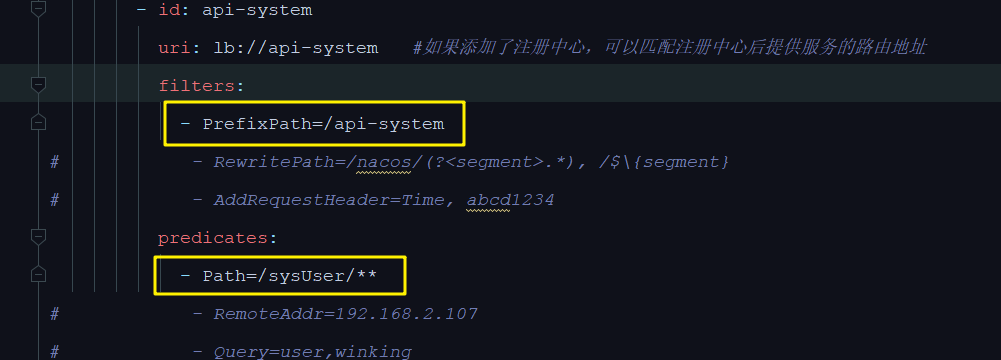 - id: api-system
uri: lb://api-system #如果添加了注册中心，可以匹配注册中心后提供服务的路由地址
filters:
- PrefixPath=/api-system
# - RewritePath=/nacos/(?<segment>.*), /$\{segment}
# - AddRequestHeader=Time, abcd1234
predicates:
- Path=/sysUser/**
# - RemoteAddr=192.168.2.107
# - Query=user,winking